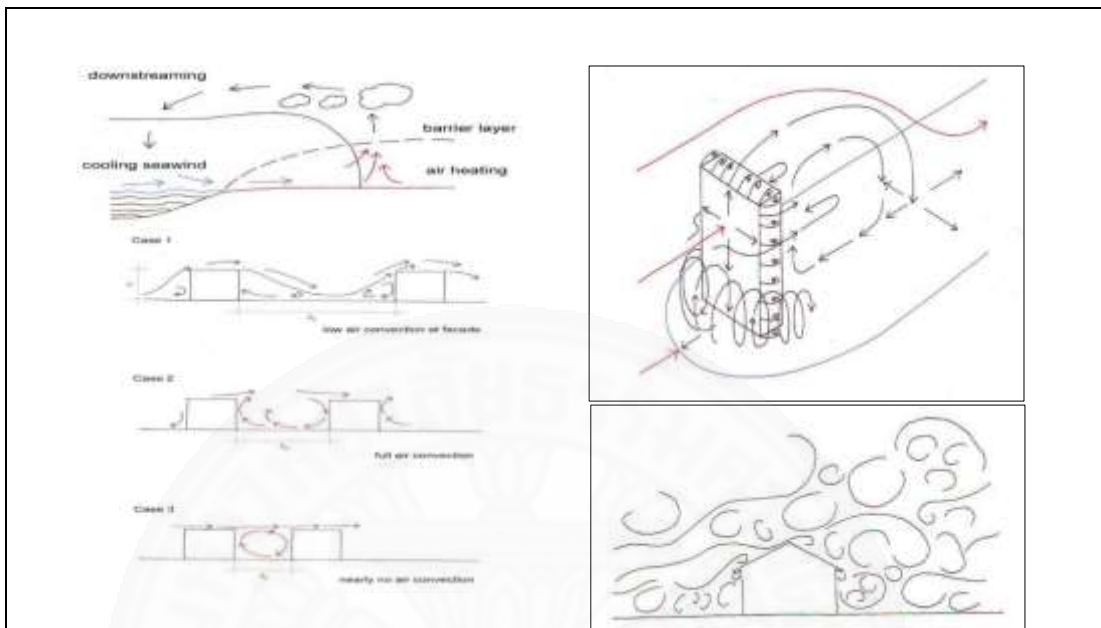 downstreaming
barrier layer
cooling seawind
air heating
Case 1
low air convection at facade
Case 2
full air convection
Case 3
nearly no air convection